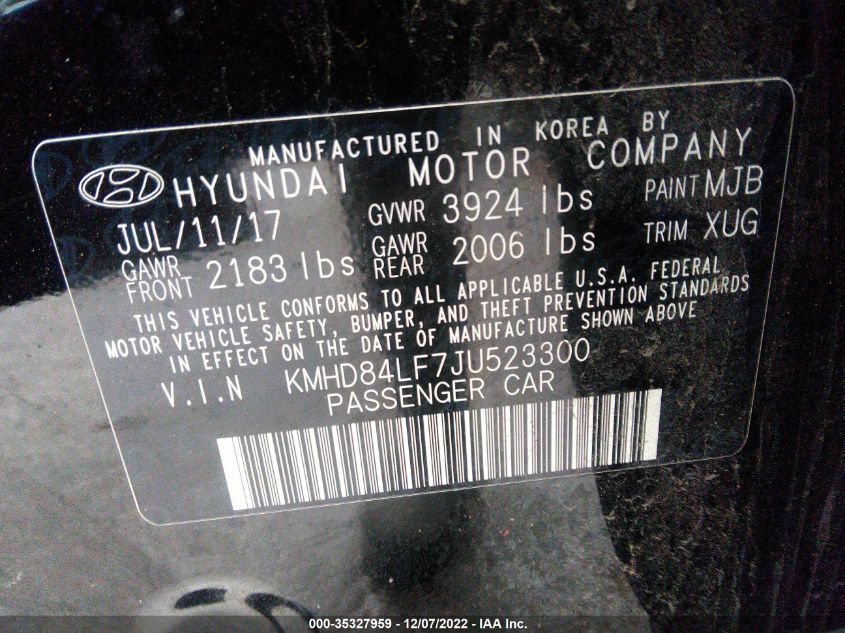 MANUFACTURED IN KOREA BY
HYUNDAI MOTOR COMPANY
JUL/11/17 GVWR 3924 lbs PAINT MJB
GAWR FRONT 2183 lbs GAWR REAR 2006 lbs TRIM XUG
THIS VEHICLE CONFORMS TO ALL APPLICABLE U.S.A. FEDERAL
MOTOR VEHICLE SAFETY, BUMPER, AND THEFT PREVENTION STANDARDS
IN EFFECT ON THE DATE OF MANUFACTURE SHOWN ABOVE
V.I.N KMHD84LF7JU523300
PASSENGER CAR
000-35327959 - 12/07/2022 - IAA Inc.